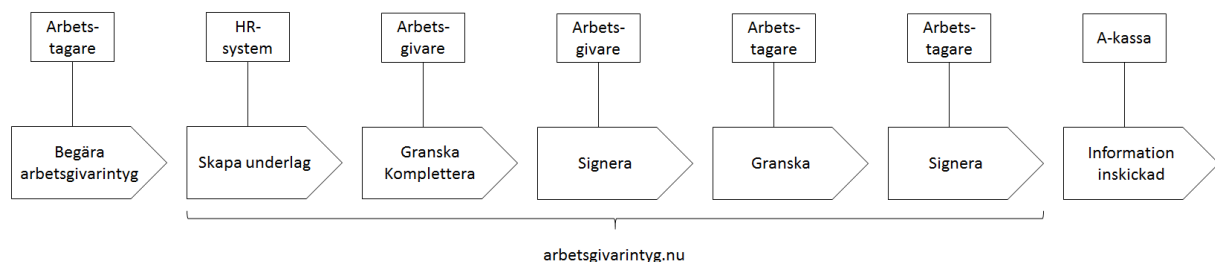 Arbets-
tagare
HR-
system
Arbets-
givare
Arbets-
givare
Arbets-
tagare
Arbets-
tagare
A-kassa
Begära
arbetsgivarintyg
Skapa underlag
Granska
Komplettera
Signera
Granska
Signera
Information
inskickad
arbetsgivarintyg.nu